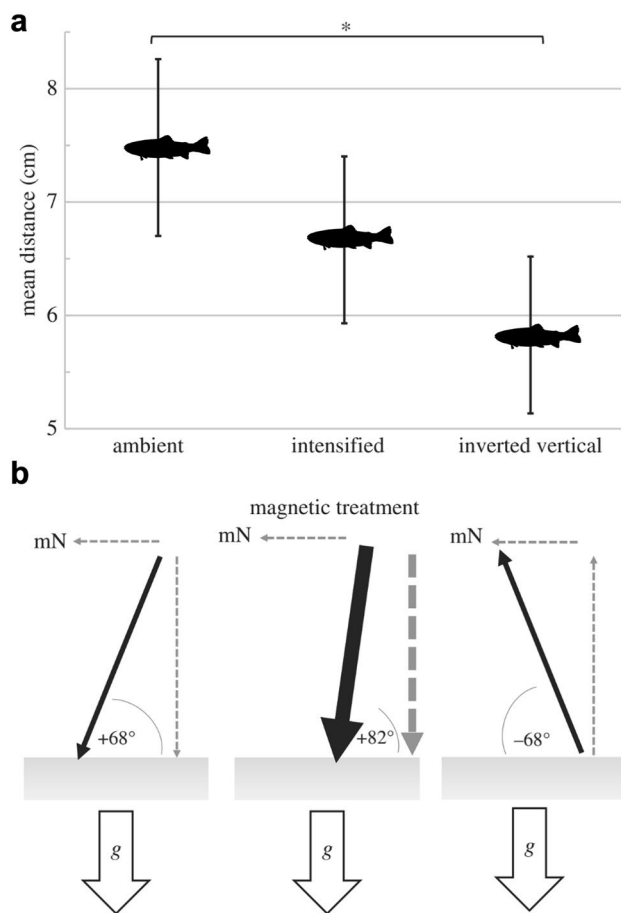 a
*
8
7
6
5
mean distance (cm)
ambient intensified inverted vertical
b
magnetic treatment
mN mN mN
+68° +82° –68°
g g g